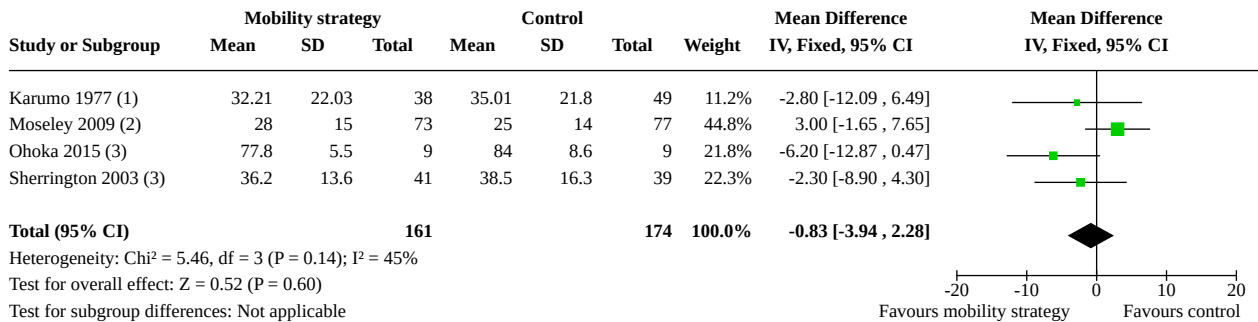 Mobility strategy Control Mean Difference Mean Difference
Study or Subgroup Mean SD Total Mean SD Total Weight IV, Fixed, 95% CI IV, Fixed, 95% CI
Karumo 1977 (1) 32.21 22.03 38 35.01 21.8 49 11.2% -2.80 [-12.09 , 6.49]
Moseley 2009 (2) 28 15 73 25 14 77 44.8% 3.00 [-1.65 , 7.65]
Ohoka 2015 (3) 77.8 5.5 9 84 8.6 9 21.8% -6.20 [-12.87 , 0.47]
Sherrington 2003 (3) 36.2 13.6 41 38.5 16.3 39 22.3% -2.30 [-8.90 , 4.30]
Total (95% CI) 161 174 100.0% -0.83 [-3.94 , 2.28]
Heterogeneity: Chi² = 5.46, df = 3 (P = 0.14); I² = 45%
Test for overall effect: Z = 0.52 (P = 0.60) -20 -10 0 10 20
Test for subgroup differences: Not applicable Favours mobility strategy Favours control